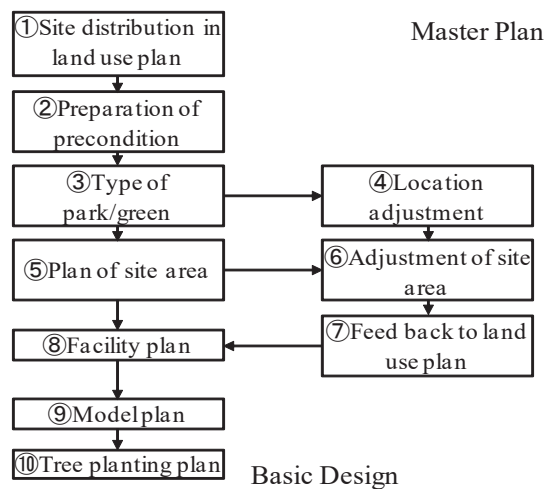 ①Site distribution in
land use plan
Master Plan
②Preparation of
precondition
③Type of
park/green
④Location
adjustment
⑤Plan of site area
⑥Adjustment of site
area
⑦Feed back to land
use plan
⑧Facility plan
⑨Model plan
⑩Tree planting plan
Basic Design